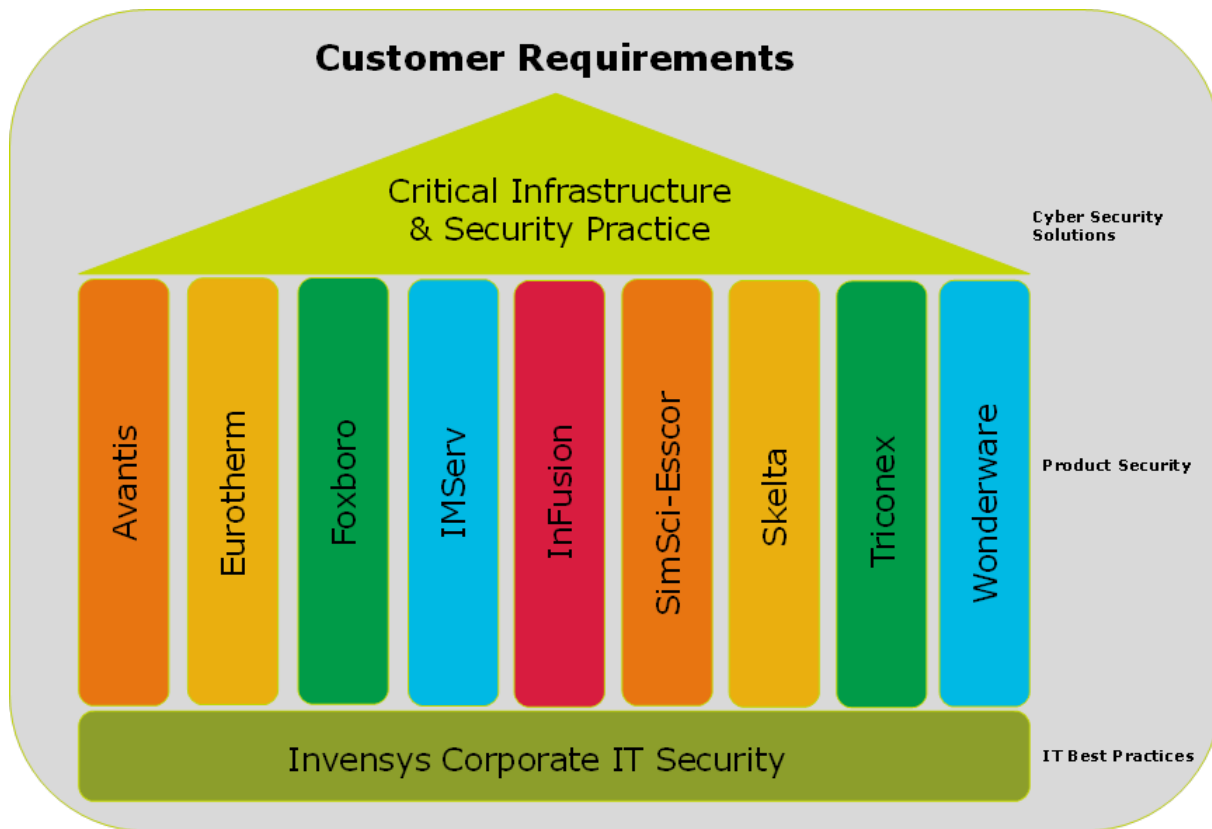 Customer Requirements
Critical Infrastructure
& Security Practice
Cyber Security
Solutions
Avantis
Eurotherm
Foxboro
IMServ
InFusion
SimSci-Esscor
Skelta
Triconex
Wonderware
Product Security
Invensys Corporate IT Security
IT Best Practices